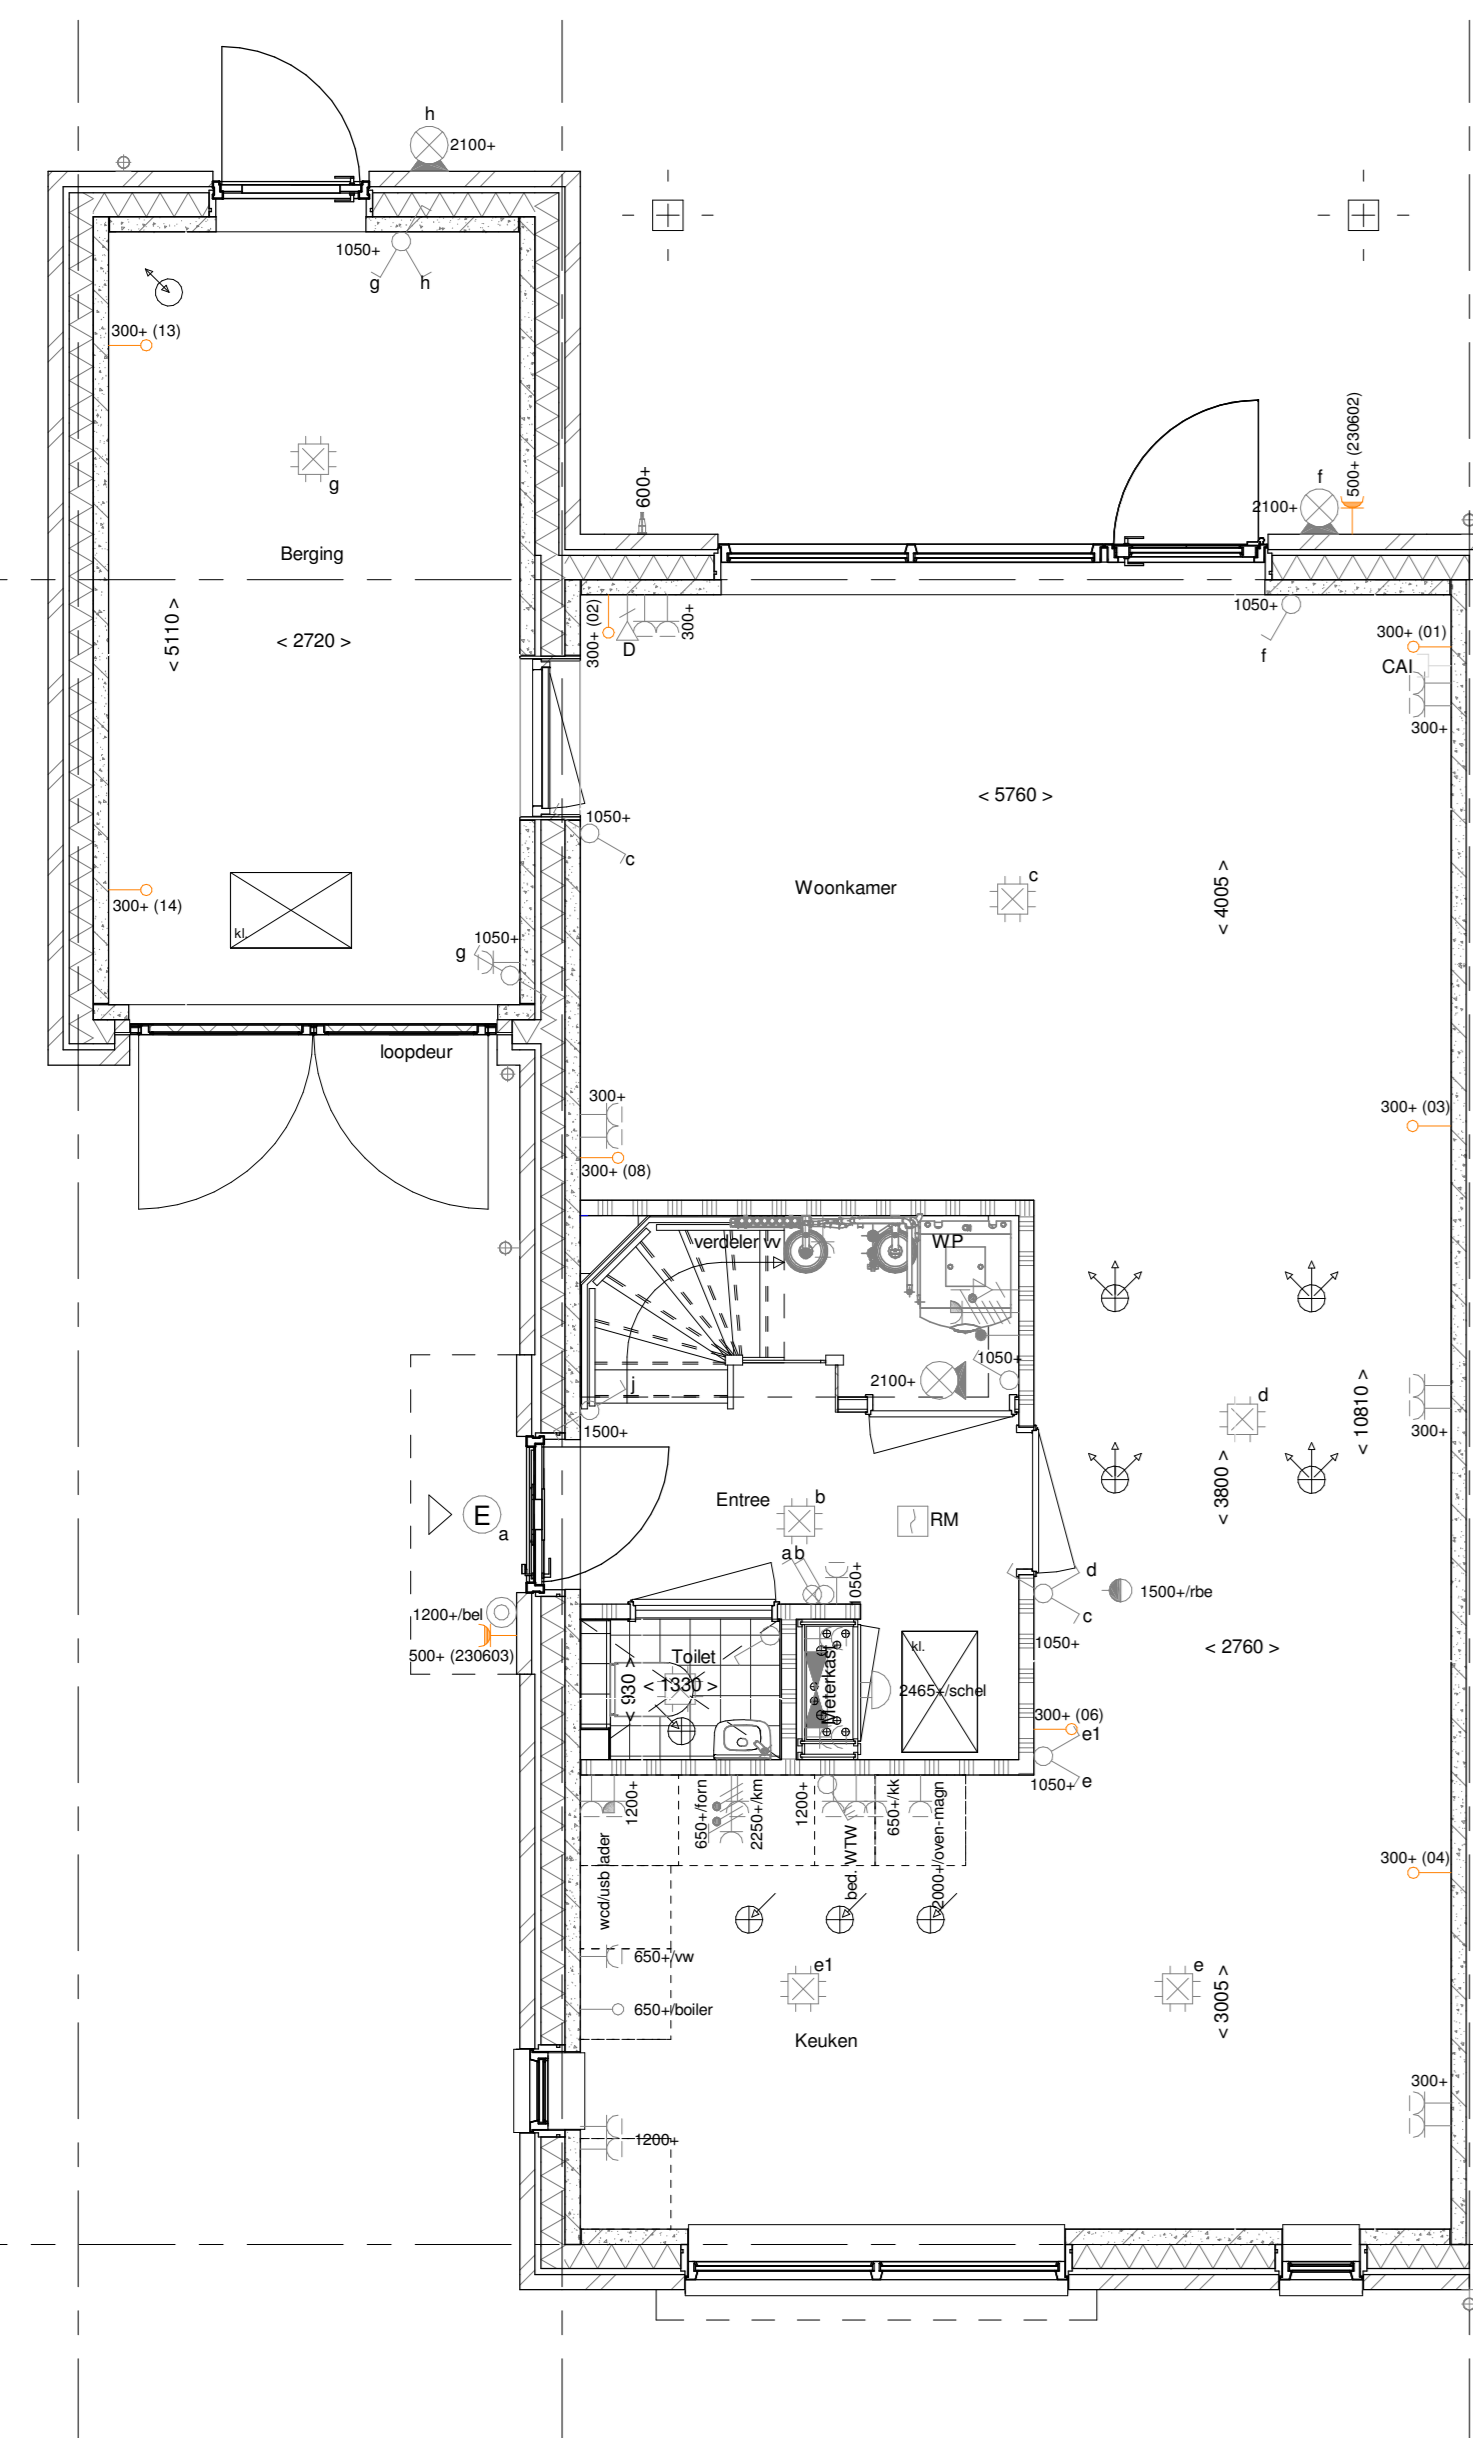 h
2100+
1050+
g
h
300+ (13)
g
Berging
< 5110 >
< 2720 >
600+
f
2100+
500+ (230602)
300+ (02)
D
300+
1050+
f
300+ (01)
CAI
300+
< 5760 >
1050+
c
Woonkamer
c
< 4005 >
300+ (14)
kl.
1050+
g
loopdeur
300+
300+ (08)
300+ (03)
verdeler vv
WP
1050+
2100+
j
1500+
d
< 10810 >
300+
< 3800 >
Entree
b
RM
E
a
ab
050+
d
c
1500+/rbe
1050+
1200+/bel
500+ (230603)
< 2760 >
Toilet
< 930 >
< 1330 >
Meterkast
kl.
2465+/schel
300+ (06)
e1
1050+
e
1200+
650+/forn
2250+/km
1200+
650+/kk
2000+/oven-magn
bed. WTW
wcd/usb lader
300+ (04)
650+/vw
650+/boiler
e1
e
< 3005 >
Keuken
300+
1200+